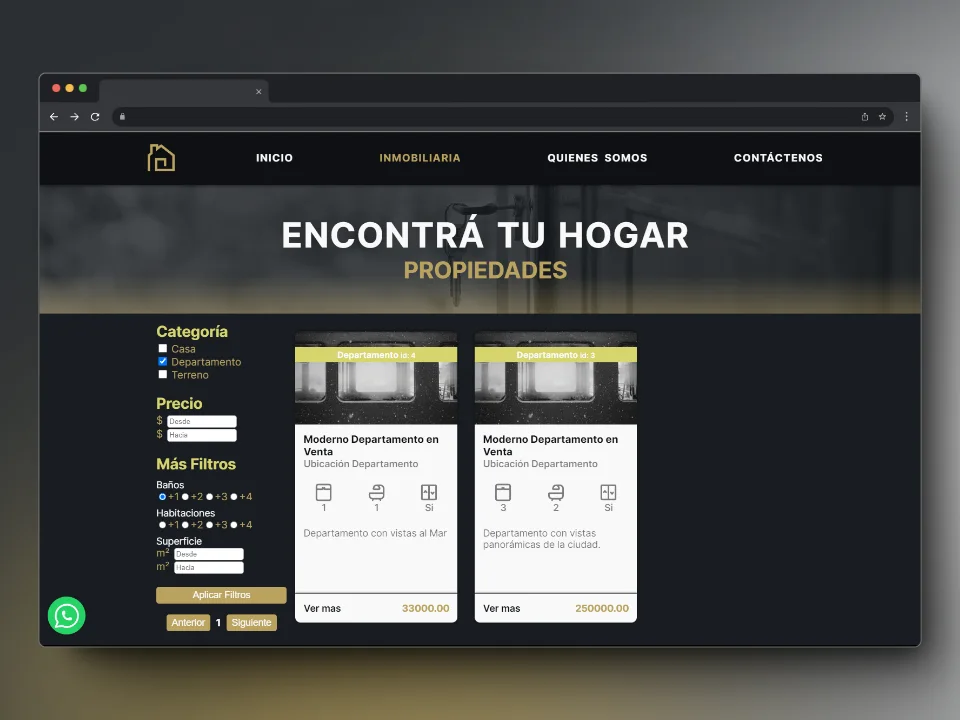 INICIO
INMOBILIARIA
QUIENES SOMOS
CONTÁCTENOS
ENCONTRÁ TU HOGAR
PROPIEDADES
Categoría
Casa
Departamento
Terreno
Precio
$ Desde
$ Hacia
Más Filtros
Baños
+1 +2 +3 +4
Habitaciones
+1 +2 +3 +4
Superficie
m² Desde
m² Hacia
Aplicar Filtros
Anterior 1 Siguiente
Departamento id: 4
Moderno Departamento en
Venta
Ubicación Departamento
1 1 Si
Departamento con vistas al Mar
Ver mas 33000.00
Departamento id: 3
Moderno Departamento en
Venta
Ubicación Departamento
3 2 Si
Departamento con vistas
panorámicas de la ciudad.
Ver mas 250000.00